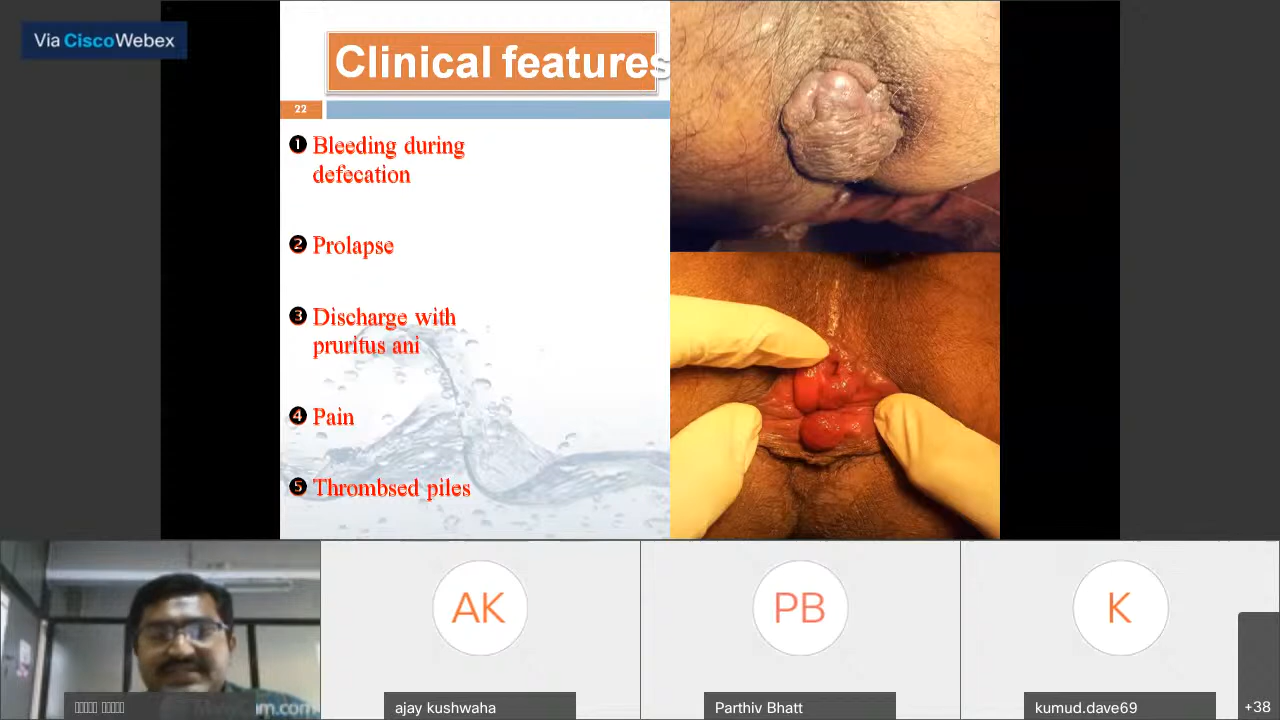 Via CiscoWebex
Clinical features
22
❶ Bleeding during
defecation
❷ Prolapse
❸ Discharge with
pruritus ani
❹ Pain
❺ Thrombsed piles
AK
PB
K
ajay kushwaha
Parthiv Bhatt
kumud.dave69
+38